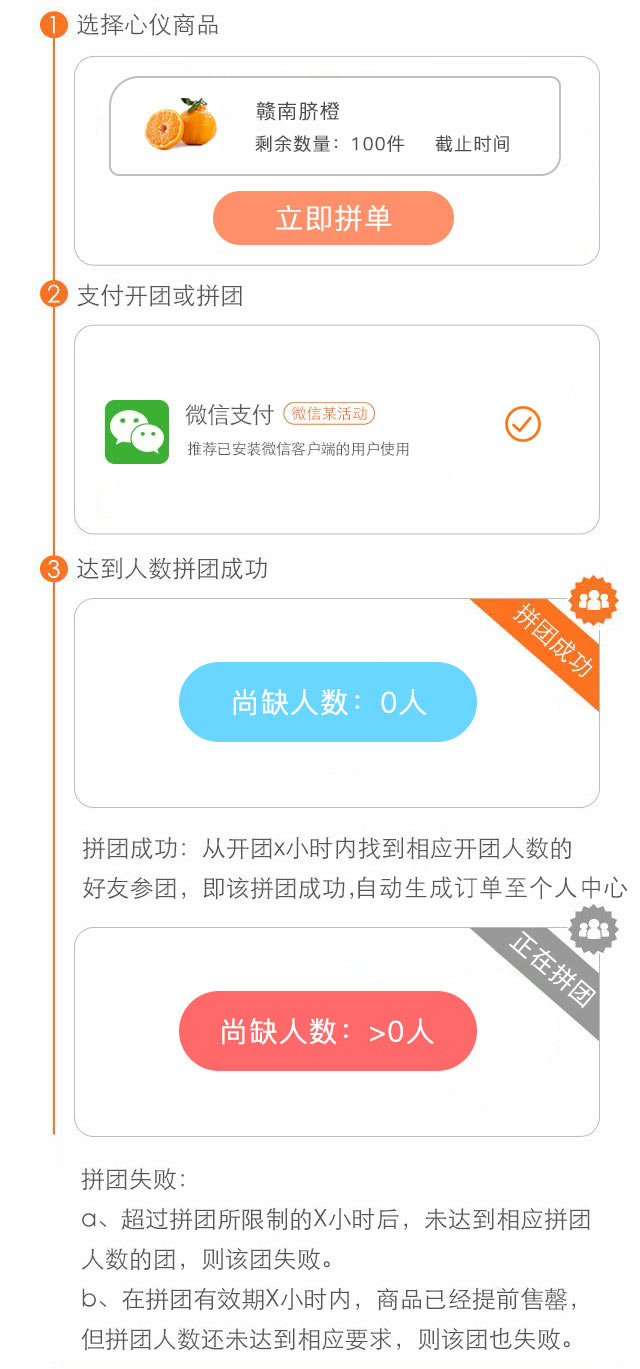 1 选择心仪商品
赣南脐橙
剩余数量：100件 截止时间
立即拼单
2 支付开团或拼团
微信支付 微信某活动
推荐已安装微信客户端的用户使用
3 达到人数拼团成功
拼团成功
尚缺人数：0人
拼团成功：从开团x小时内找到相应开团人数的
好友参团，即该拼团成功,自动生成订单至个人中心
正在拼团
尚缺人数：>0人
拼团失败：
a、超过拼团所限制的X小时后，未达到相应拼团
人数的团，则该团失败。
b、在拼团有效期X小时内，商品已经提前售罄，
但拼团人数还未达到相应要求，则该团也失败。